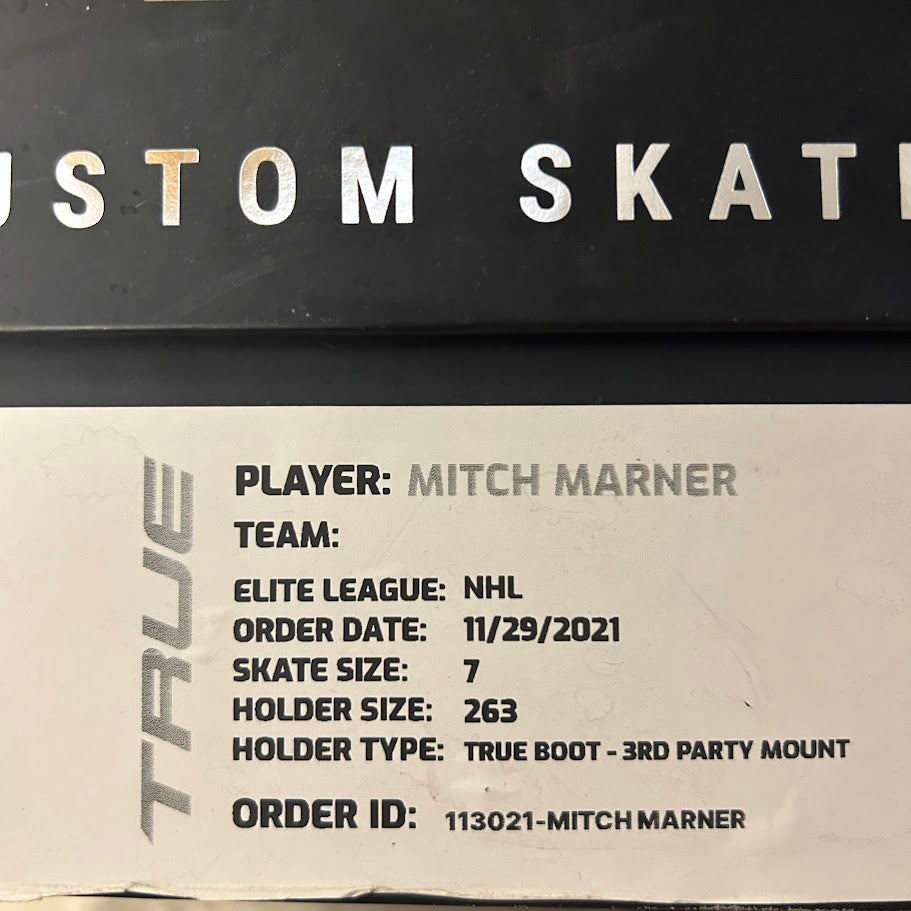 USTOM SKATE
TRUE
PLAYER: MITCH MARNER
TEAM:
ELITE LEAGUE: NHL
ORDER DATE: 11/29/2021
SKATE SIZE: 7
HOLDER SIZE: 263
HOLDER TYPE: TRUE BOOT - 3RD PARTY MOUNT
ORDER ID: 113021-MITCH MARNER